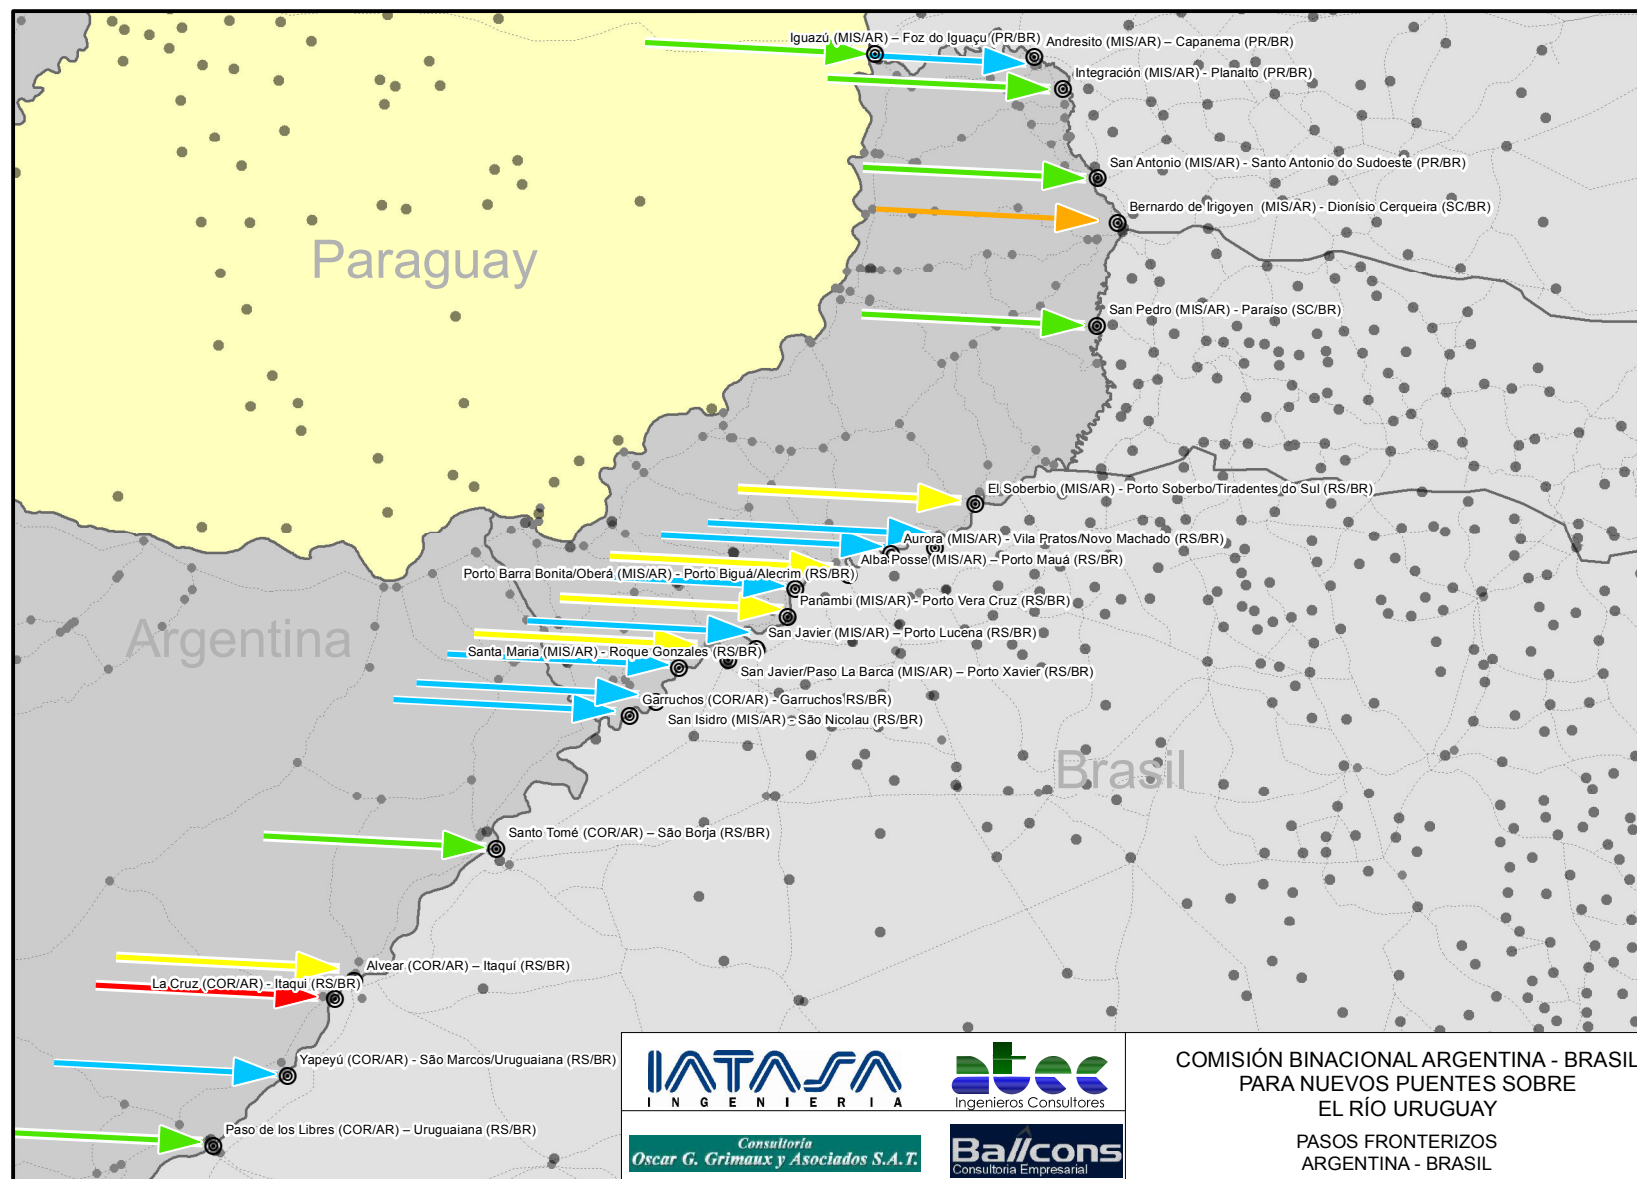 Iguazú (MIS/AR) – Foz do Iguaçu (PR/BR)
Andresito (MIS/AR) – Capanema (PR/BR)
Integración (MIS/AR) - Planalto (PR/BR)
San Antonio (MIS/AR) - Santo Antonio do Sudoeste (PR/BR)
Bernardo de Irigoyen (MIS/AR) - Dionísio Cerqueira (SC/BR)
Paraguay
San Pedro (MIS/AR) - Paraíso (SC/BR)
El Soberbio (MIS/AR) - Porto Soberbo/Tiradentes do Sul (RS/BR)
Aurora (MIS/AR) - Vila Pratos/Novo Machado (RS/BR)
Alba Posse (MIS/AR) – Porto Mauá (RS/BR)
Porto Barra Bonita/Oberá (MIS/AR) - Porto Biguá/Alecrim (RS/BR)
Panambi (MIS/AR) - Porto Vera Cruz (RS/BR)
Argentina
San Javier (MIS/AR) – Porto Lucena (RS/BR)
Santa Maria (MIS/AR) - Roque Gonzales (RS/BR)
San Javier/Paso La Barca (MIS/AR) – Porto Xavier (RS/BR)
Garruchos (COR/AR) - Garruchos RS/BR)
San Isidro (MIS/AR) - São Nicolau (RS/BR)
Brasil
Santo Tomé (COR/AR) – São Borja (RS/BR)
Alvear (COR/AR) – Itaquí (RS/BR)
La Cruz (COR/AR) - Itaqui (RS/BR)
Yapeyú (COR/AR) - São Marcos/Uruguaiana (RS/BR)
Paso de los Libres (COR/AR) – Uruguaiana (RS/BR)
IATASA
INGENIERIA
atec
Ingenieros Consultores
Consultoría
Oscar G. Grimaux y Asociados S.A.T.
Ballcons
Consultoria Empresarial
COMISIÓN BINACIONAL ARGENTINA - BRASIL
PARA NUEVOS PUENTES SOBRE
EL RÍO URUGUAY
PASOS FRONTERIZOS
ARGENTINA - BRASIL